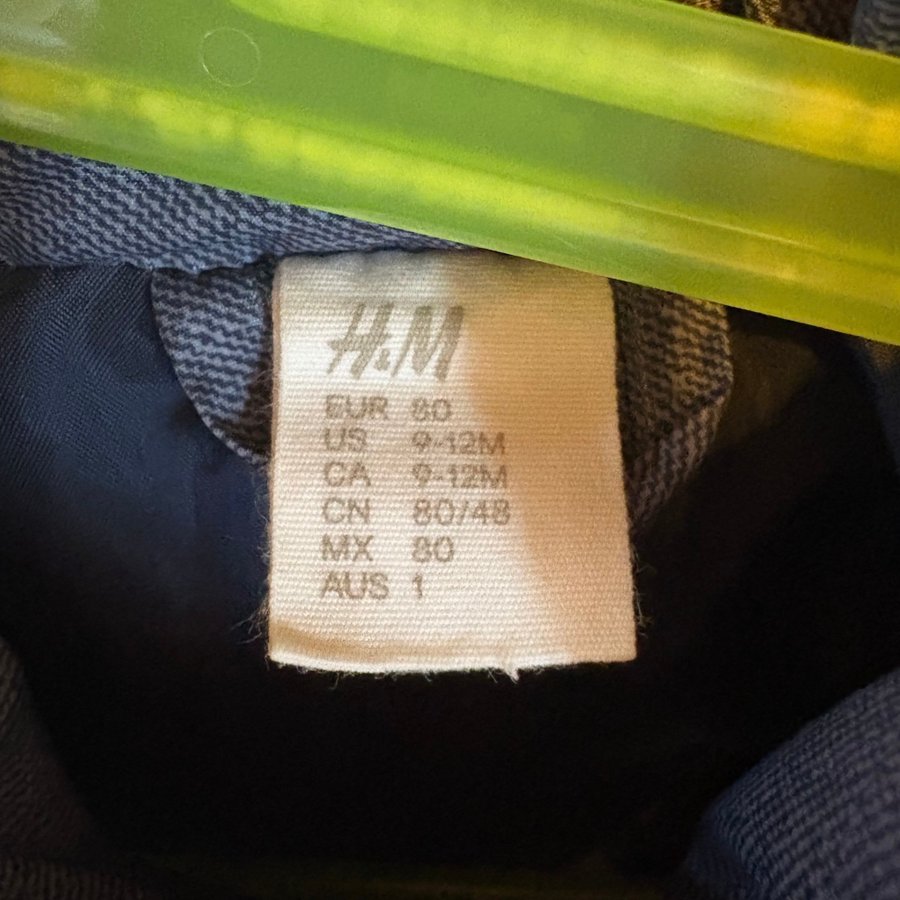 H&M
EUR 80
US 9-12M
CA 9-12M
CN 80/48
MX 80
AUS 1